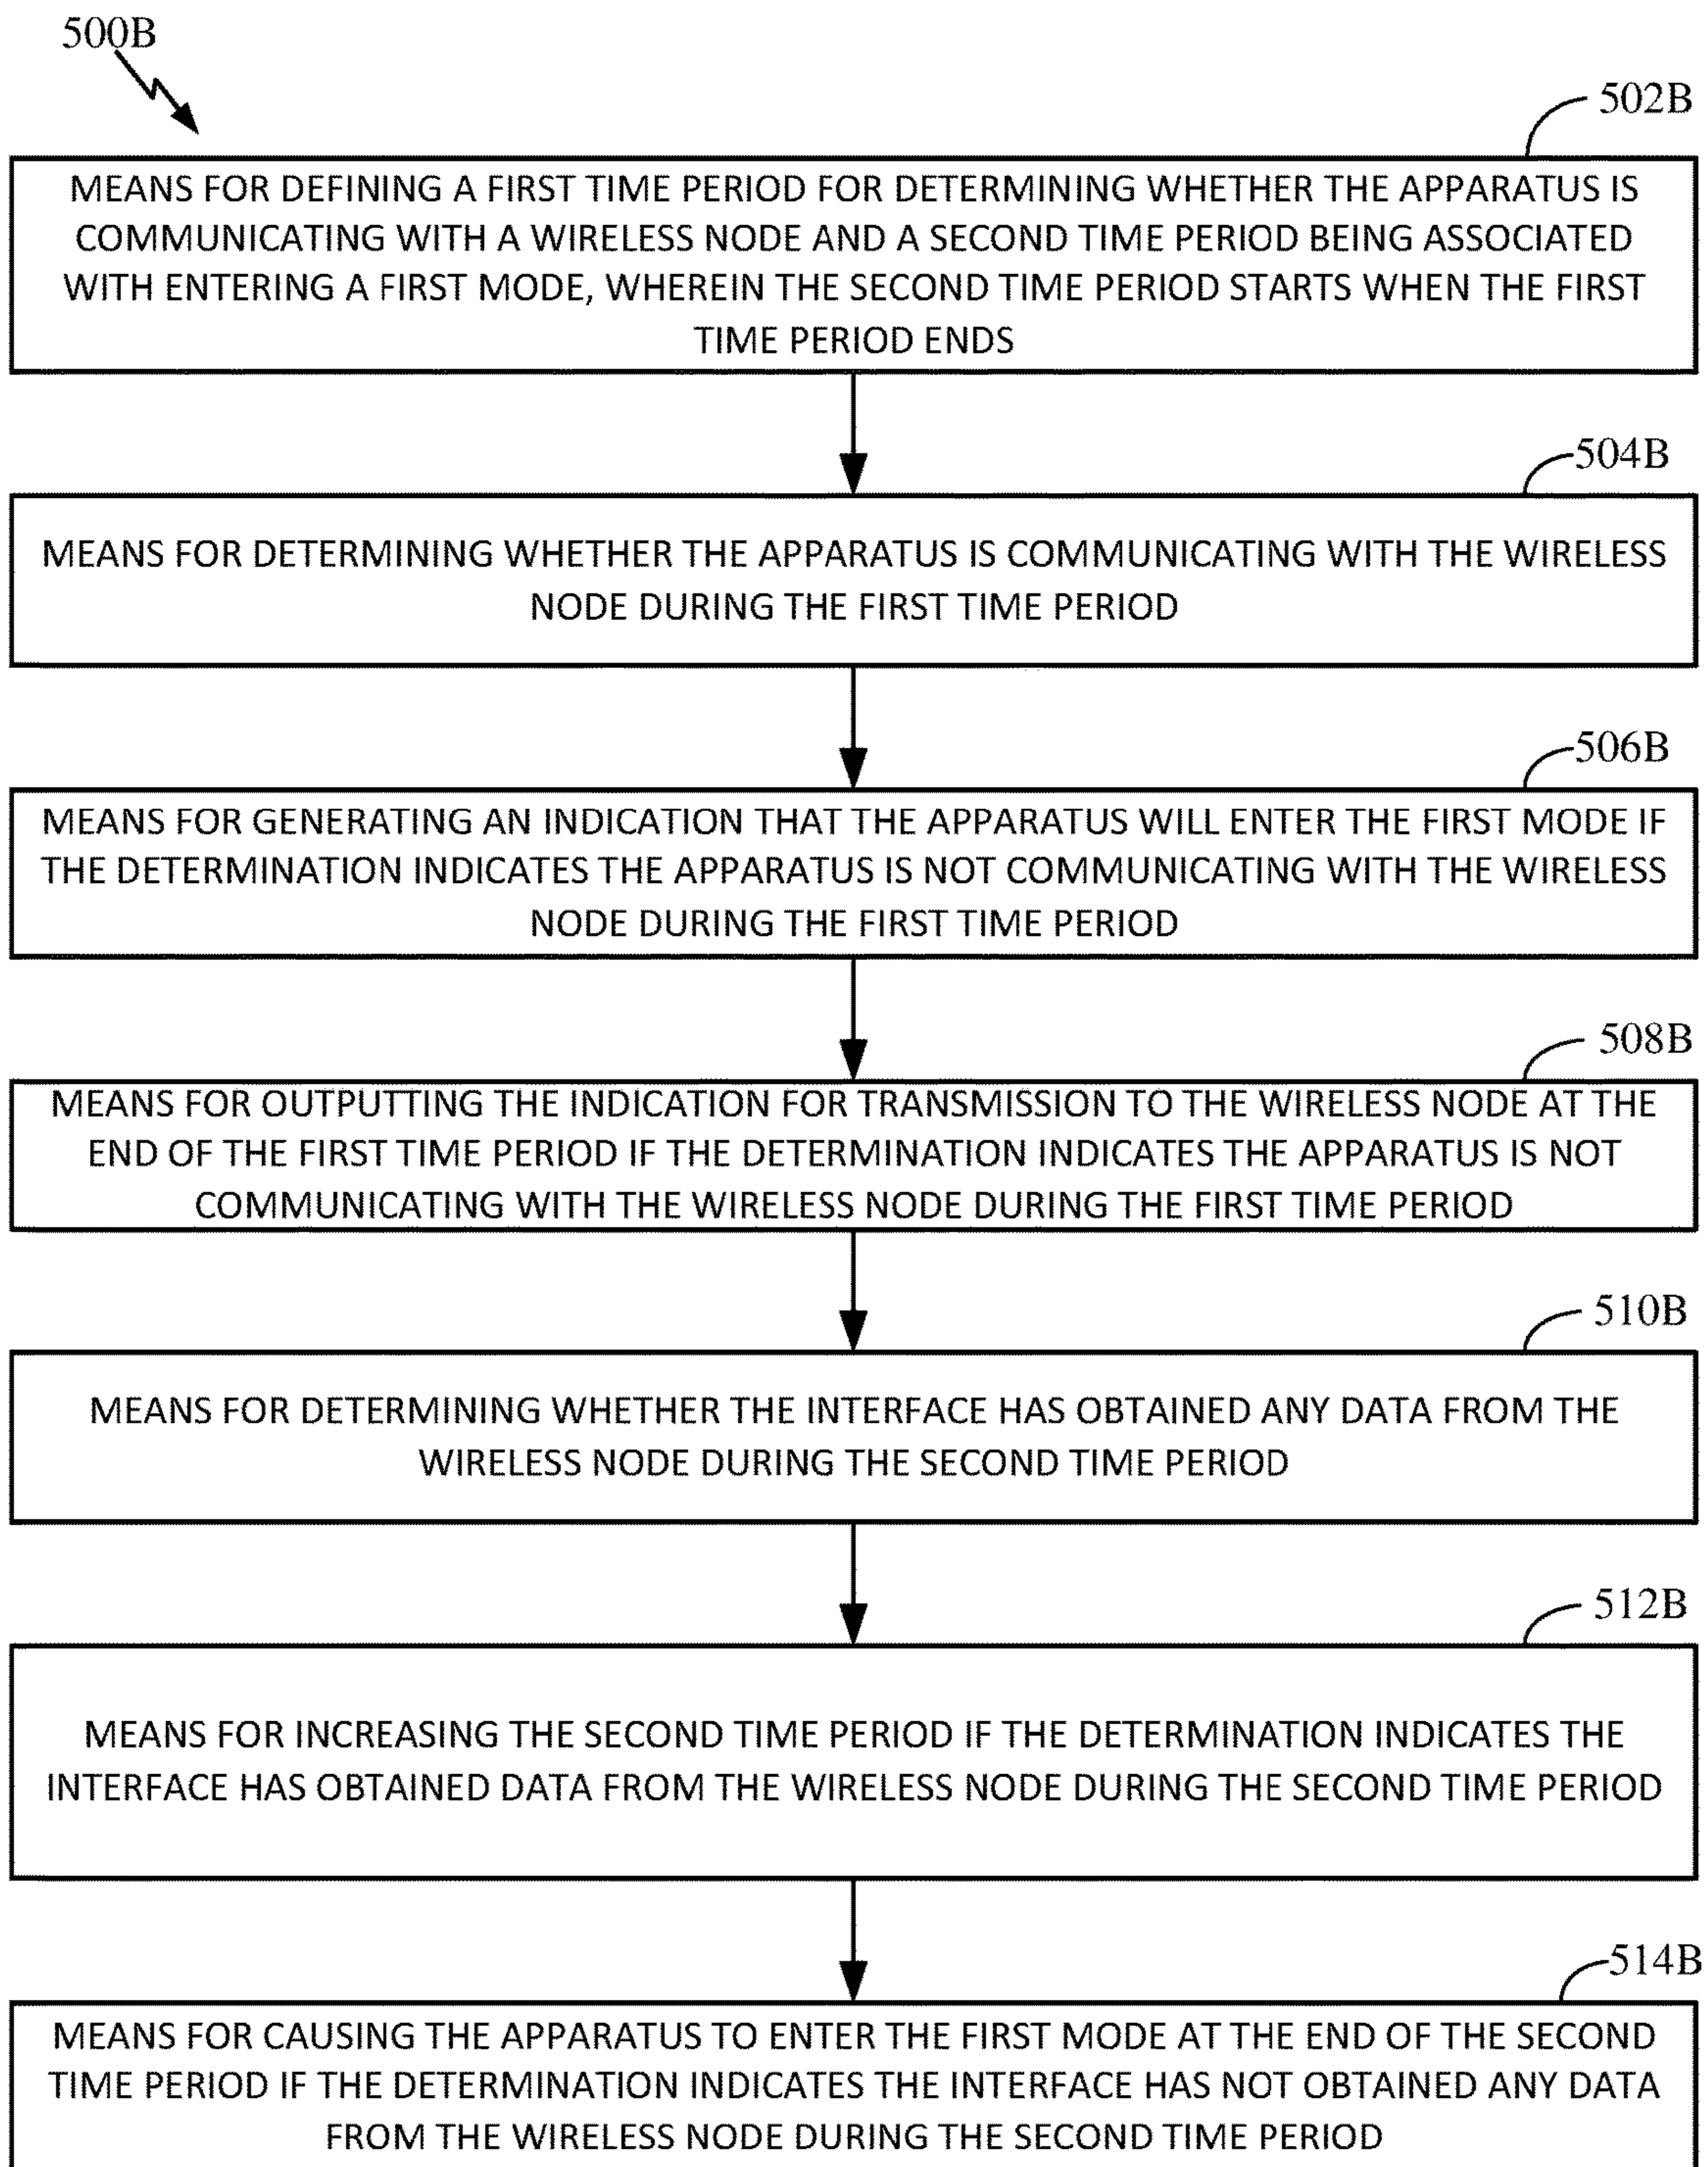 500B
502B
MEANS FOR DEFINING A FIRST TIME PERIOD FOR DETERMINING WHETHER THE APPARATUS IS
COMMUNICATING WITH A WIRELESS NODE AND A SECOND TIME PERIOD BEING ASSOCIATED
WITH ENTERING A FIRST MODE, WHEREIN THE SECOND TIME PERIOD STARTS WHEN THE FIRST
TIME PERIOD ENDS
504B
MEANS FOR DETERMINING WHETHER THE APPARATUS IS COMMUNICATING WITH THE WIRELESS
NODE DURING THE FIRST TIME PERIOD
506B
MEANS FOR GENERATING AN INDICATION THAT THE APPARATUS WILL ENTER THE FIRST MODE IF
THE DETERMINATION INDICATES THE APPARATUS IS NOT COMMUNICATING WITH THE WIRELESS
NODE DURING THE FIRST TIME PERIOD
508B
MEANS FOR OUTPUTTING THE INDICATION FOR TRANSMISSION TO THE WIRELESS NODE AT THE
END OF THE FIRST TIME PERIOD IF THE DETERMINATION INDICATES THE APPARATUS IS NOT
COMMUNICATING WITH THE WIRELESS NODE DURING THE FIRST TIME PERIOD
510B
MEANS FOR DETERMINING WHETHER THE INTERFACE HAS OBTAINED ANY DATA FROM THE
WIRELESS NODE DURING THE SECOND TIME PERIOD
512B
MEANS FOR INCREASING THE SECOND TIME PERIOD IF THE DETERMINATION INDICATES THE
INTERFACE HAS OBTAINED DATA FROM THE WIRELESS NODE DURING THE SECOND TIME PERIOD
514B
MEANS FOR CAUSING THE APPARATUS TO ENTER THE FIRST MODE AT THE END OF THE SECOND
TIME PERIOD IF THE DETERMINATION INDICATES THE INTERFACE HAS NOT OBTAINED ANY DATA
FROM THE WIRELESS NODE DURING THE SECOND TIME PERIOD